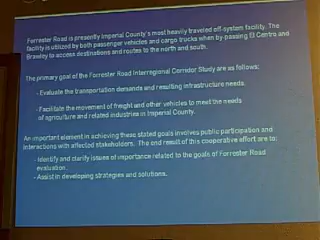 Forrester Road is presently Imperial County's most heavily traveled off-system facility. The
facility is utilized by both passenger vehicles and cargo trucks when by-passing El Centro and
Brawley to access destinations and routes to the north and south.
The primary goal of the Forrester Road Interregional Corridor Study are as follows:
- Evaluate the transportation demands and resulting infrastructure needs.
- Facilitate the movement of freight and other vehicles to meet the needs
of agriculture and related industries in Imperial County.
An important element in achieving these stated goals involves public participation and
interactions with affected stakeholders. The end result of this cooperative effort are to:
- Identify and clarify issues of importance related to the goals of Forrester Road
evaluation.
- Assist in developing strategies and solutions.